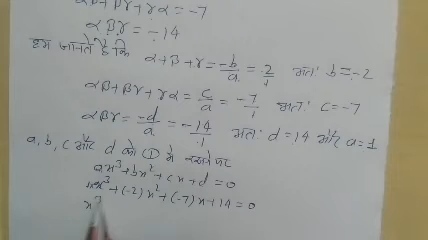 αβ+βγ+γα = -7
αβγ = -14
हम जानते हैं कि α+β+γ = -b/a = 2/1 अतः b = -2
αβ+βγ+γα = c/a = -7/1 अतः c = -7
αβγ = -d/a = -14/1 अतः d = 14 और a = 1
a, b, c और d को ① में रखने पर
ax³+bx²+cx+d = 0
x³+(-2)x²+(-7)x+14 = 0
x³